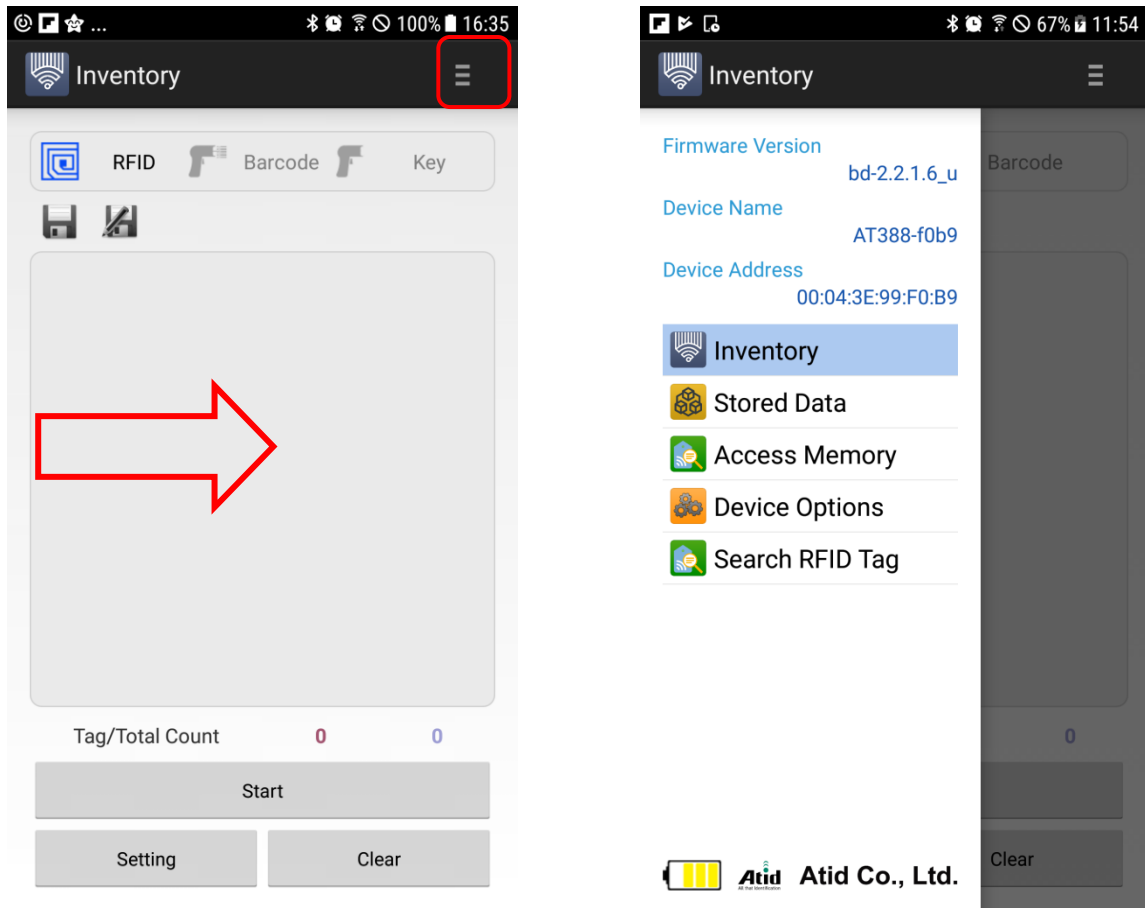 ... 100% 16:35
Inventory
RFID Barcode Key
Tag/Total Count 0 0
Start
Setting Clear
67% 11:54
Inventory
Firmware Version
bd-2.2.1.6_u
Barcode
Device Name
AT388-f0b9
Device Address
00:04:3E:99:F0:B9
Inventory
Stored Data
Access Memory
Device Options
Search RFID Tag
0
Clear
Atid Atid Co., Ltd.